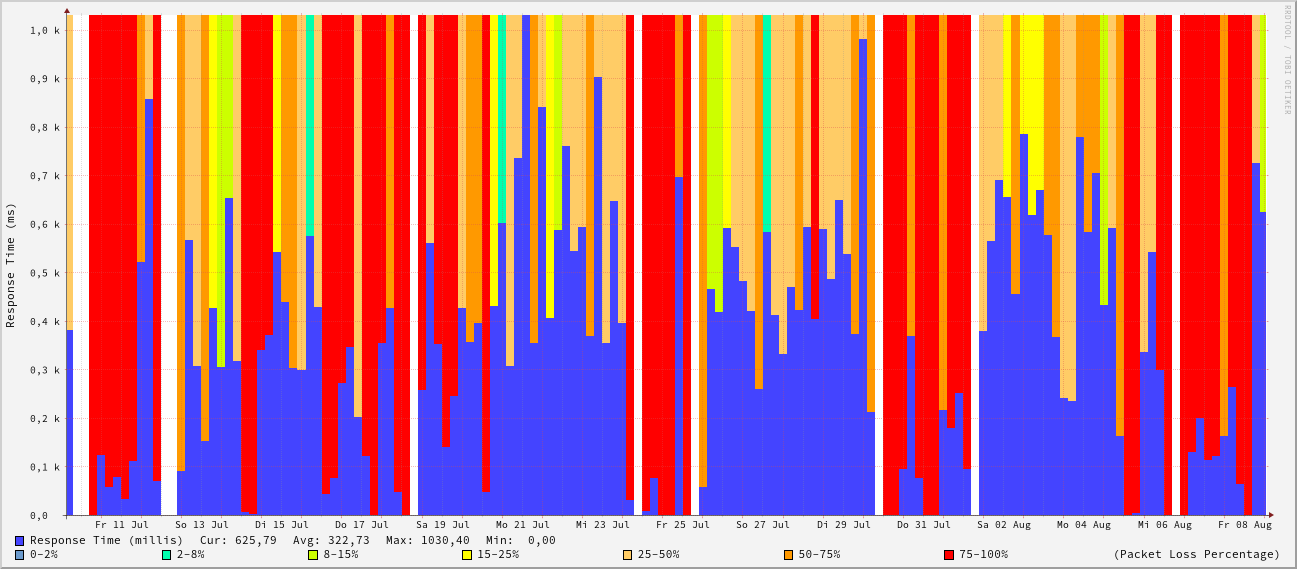 RRDTOOL / TOBI OETIKER
Response Time (ms)
1,0 k
0,9 k
0,8 k
0,7 k
0,6 k
0,5 k
0,4 k
0,3 k
0,2 k
0,1 k
0,0
Fr 11 Jul So 13 Jul Di 15 Jul Do 17 Jul Sa 19 Jul Mo 21 Jul Mi 23 Jul Fr 25 Jul So 27 Jul Di 29 Jul Do 31 Jul Sa 02 Aug Mo 04 Aug Mi 06 Aug Fr 08 Aug
Response Time (millis) Cur: 625,79 Avg: 322,73 Max: 1030,40 Min: 0,00
0-2% 2-8% 8-15% 15-25% 25-50% 50-75% 75-100% (Packet Loss Percentage)